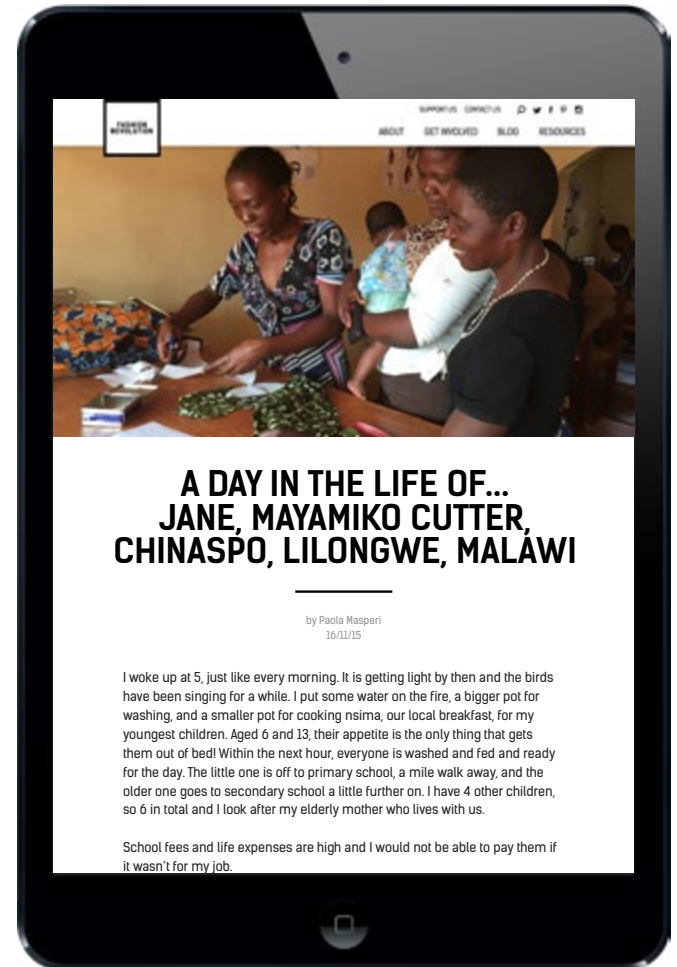 SUPPORT US CONTACT US
FASHION
REVOLUTION
ABOUT GET INVOLVED BLOG RESOURCES
A DAY IN THE LIFE OF...
JANE, MAYAMIKO CUTTER,
CHINASPO, LILONGWE, MALAWI
by Paola Masperi
16/11/15
I woke up at 5, just like every morning. It is getting light by then and the birds
have been singing for a while. I put some water on the fire, a bigger pot for
washing, and a smaller pot for cooking nsima, our local breakfast, for my
youngest children. Aged 6 and 13, their appetite is the only thing that gets
them out of bed! Within the next hour, everyone is washed and fed and ready
for the day. The little one is off to primary school, a mile walk away, and the
older one goes to secondary school a little further on. I have 4 other children,
so 6 in total and I look after my elderly mother who lives with us.
School fees and life expenses are high and I would not be able to pay them if
it wasn't for my job.